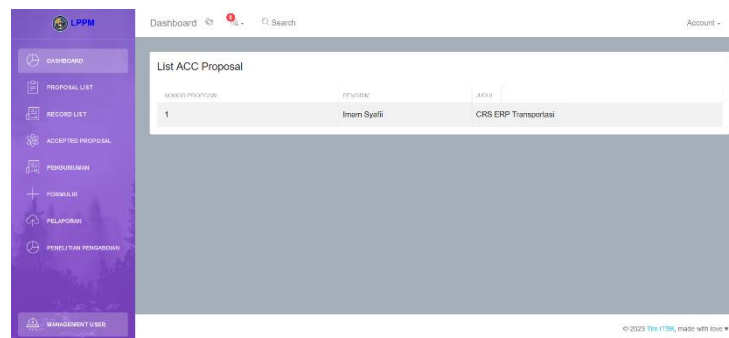 LPPM
Dashboard
Search
Account
DASHBOARD
PROPOSAL LIST
RECORD LIST
ACCEPTED PROPOSAL
PENGUMUMAN
FORMULIR
PELAPORAN
PENELITIAN PENGABDIAN
MANAGEMENT USER
List ACC Proposal
NOMOR PROPOSAL PENGIRIM JUDUL
1 Imam Syafii CRS ERP Transportasi
© 2023 Tim ITSK, made with love ♥